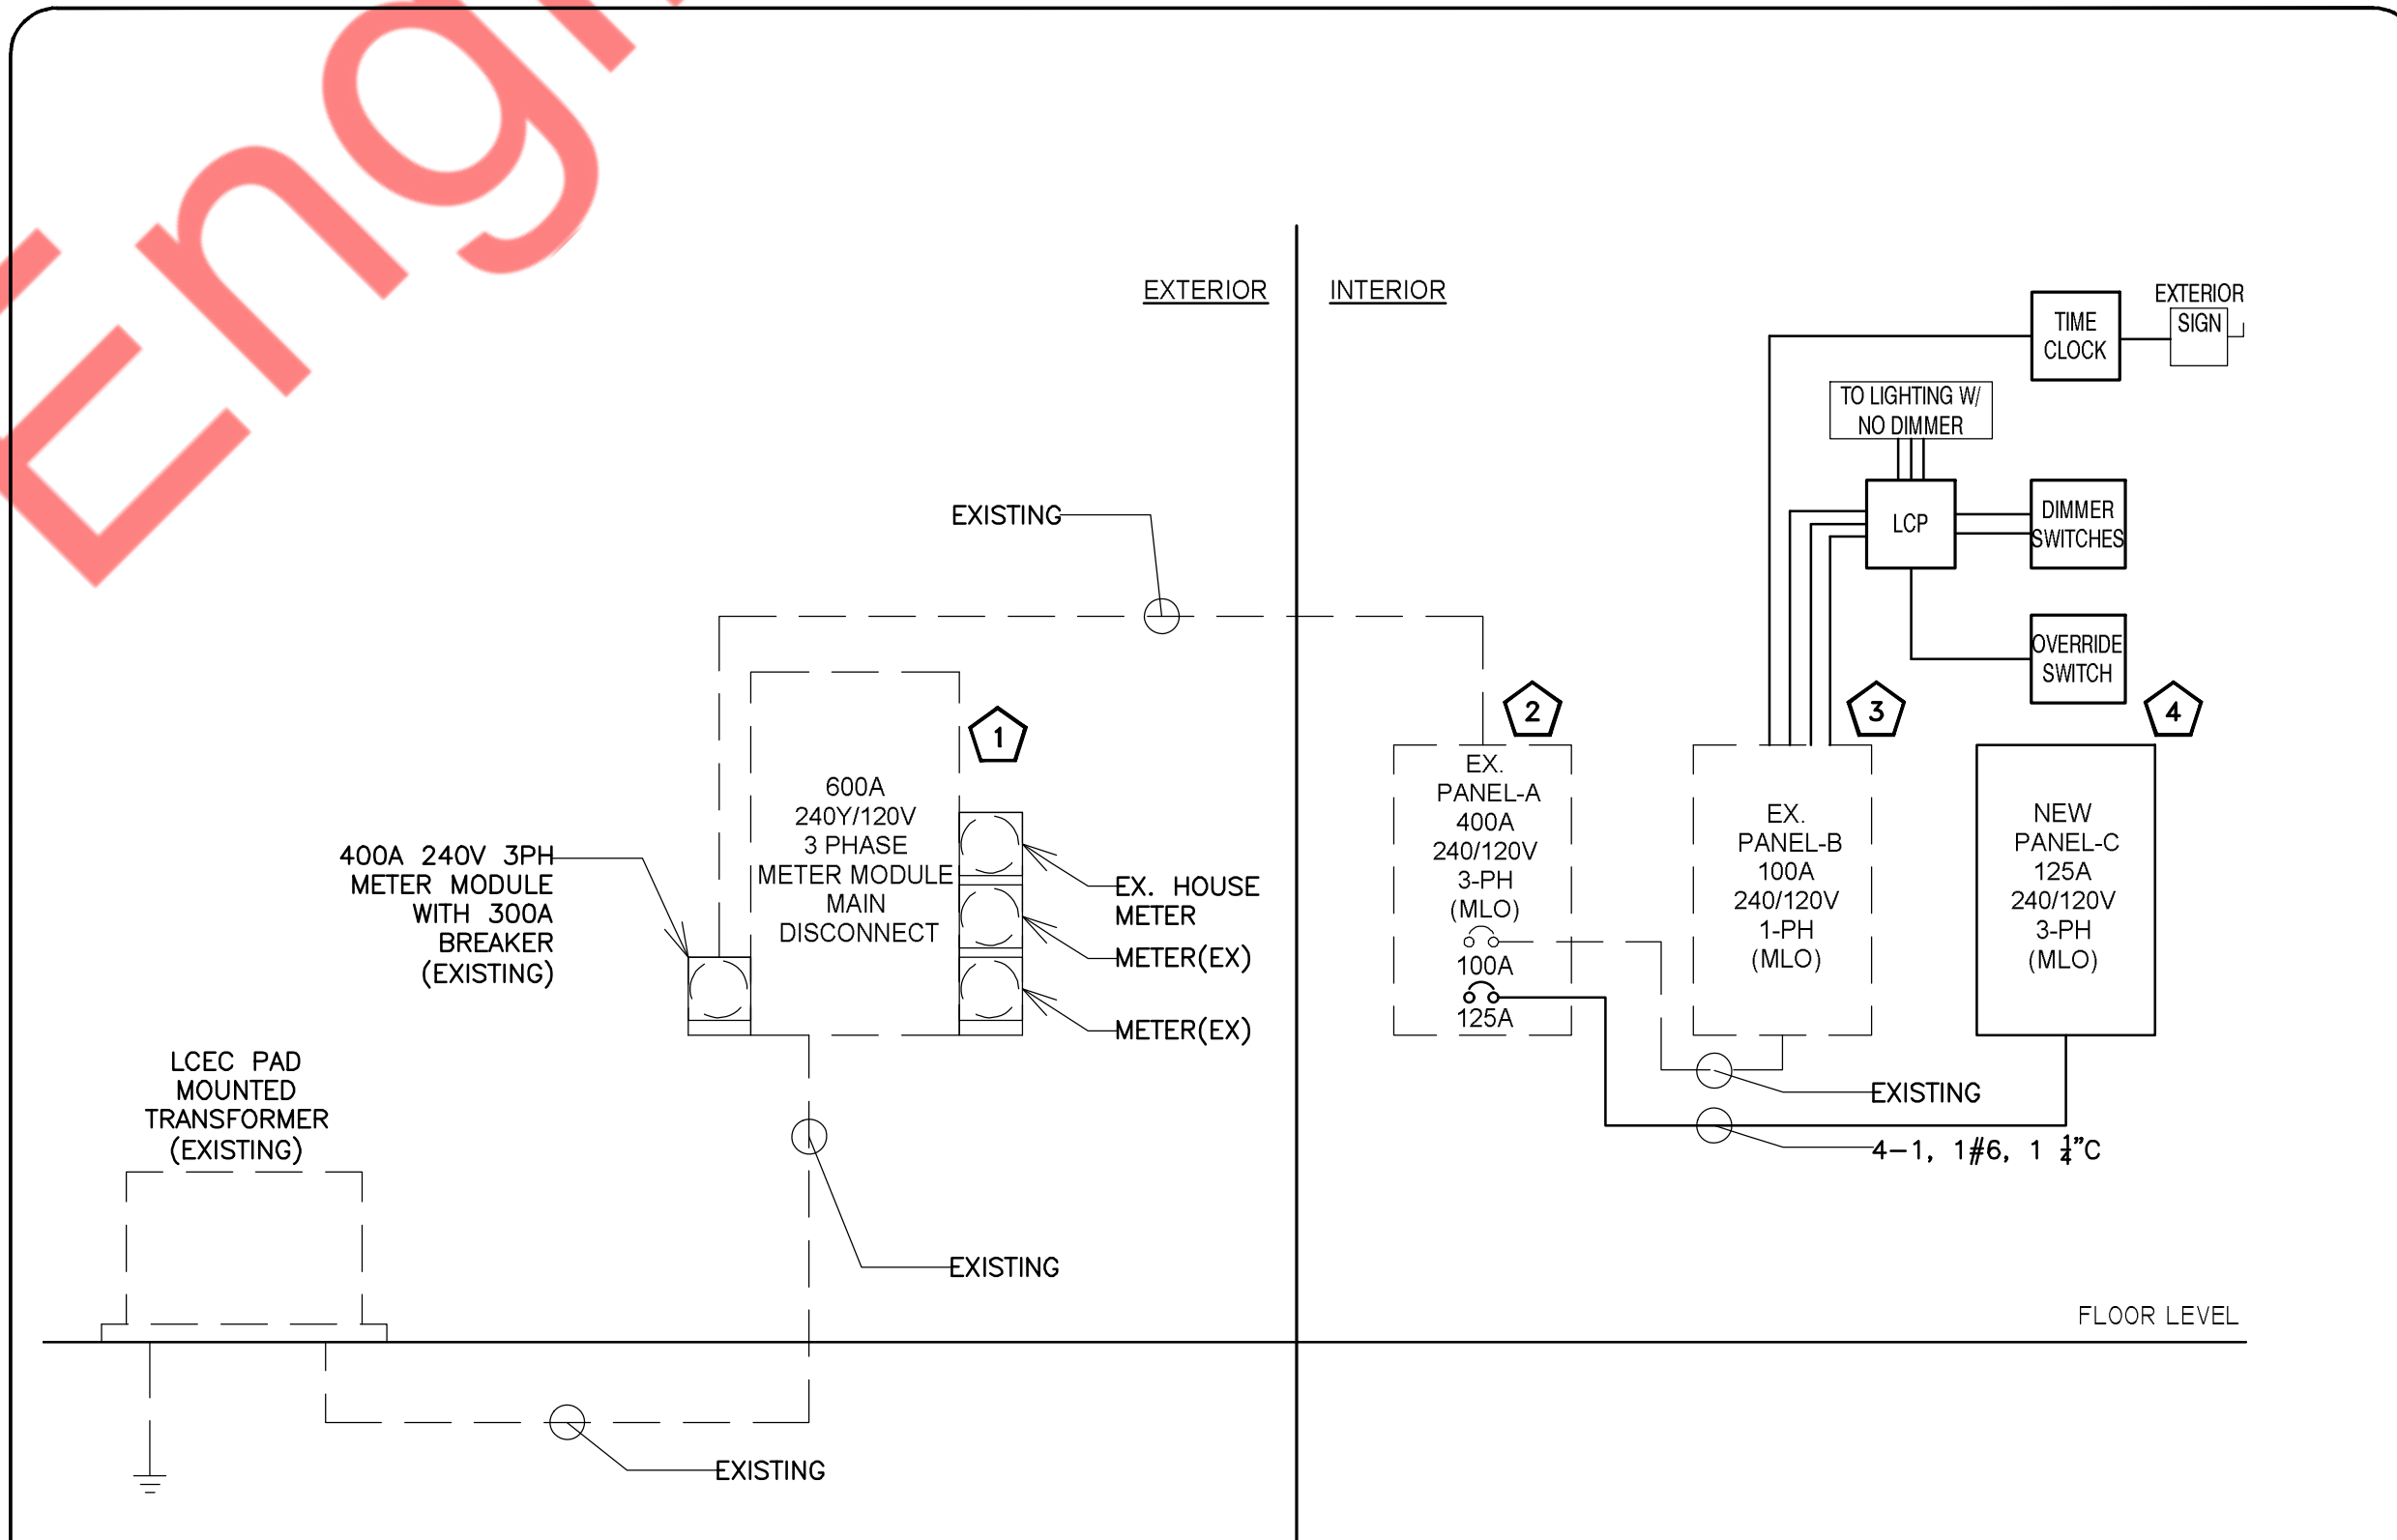 Eng
EXTERIOR
INTERIOR
TIME
CLOCK
EXTERIOR
SIGN
TO LIGHTING W/
NO DIMMER
LCP
DIMMER
SWITCHES
OVERRIDE
SWITCH
EXISTING
1
2
3
4
600A
240Y/120V
3 PHASE
METER MODULE
MAIN
DISCONNECT
400A 240V 3PH
METER MODULE
WITH 300A
BREAKER
(EXISTING)
EX. HOUSE
METER
METER(EX)
METER(EX)
EX.
PANEL-A
400A
240/120V
3-PH
(MLO)
100A
125A
EX.
PANEL-B
100A
240/120V
1-PH
(MLO)
NEW
PANEL-C
125A
240/120V
3-PH
(MLO)
EXISTING
4-1, 1#6, 1 1/4"C
LCEC PAD
MOUNTED
TRANSFORMER
(EXISTING)
EXISTING
FLOOR LEVEL
EXISTING